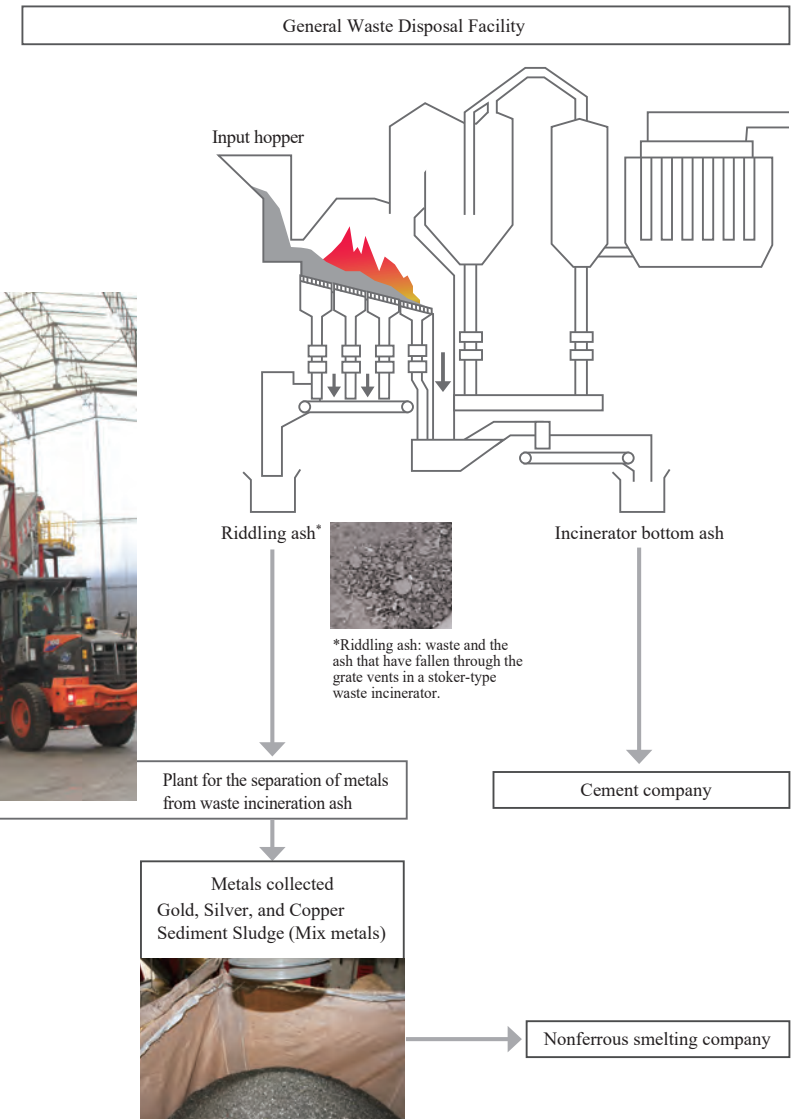 General Waste Disposal Facility
Input hopper
Riddling ash*
Incinerator bottom ash
*Riddling ash: waste and the
ash that have fallen through the
grate vents in a stoker-type
waste incinerator.
Plant for the separation of metals
from waste incineration ash
Cement company
Metals collected
Gold, Silver, and Copper
Sediment Sludge (Mix metals)
Nonferrous smelting company